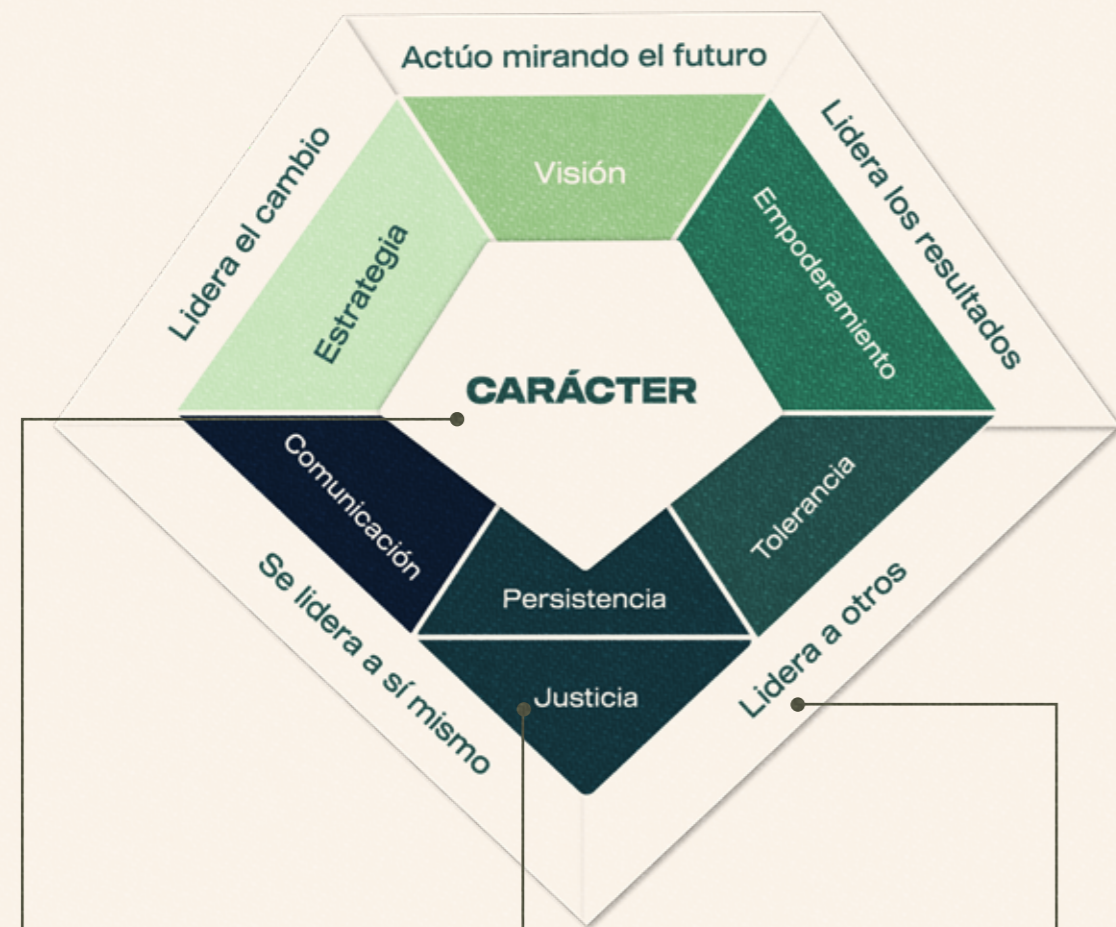 Actúo mirando el futuro
Lidera el cambio
Lidera los resultados
Visión
Estrategia
Empoderamiento
CARÁCTER
Comunicación
Tolerancia
Persistencia
Justicia
Se lidera a sí mismo
Lidera a otros